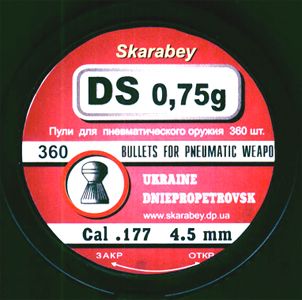 Skarabey
DS 0,75g
Пули для пневматического оружия 360 шт.
360 BULLETS FOR PNEUMATIC WEAPO
UKRAINE
DNIEPROPETROVSK
www.skarabey.dp.ua
Cal .177 4.5 mm
ЗАКР ОТКР